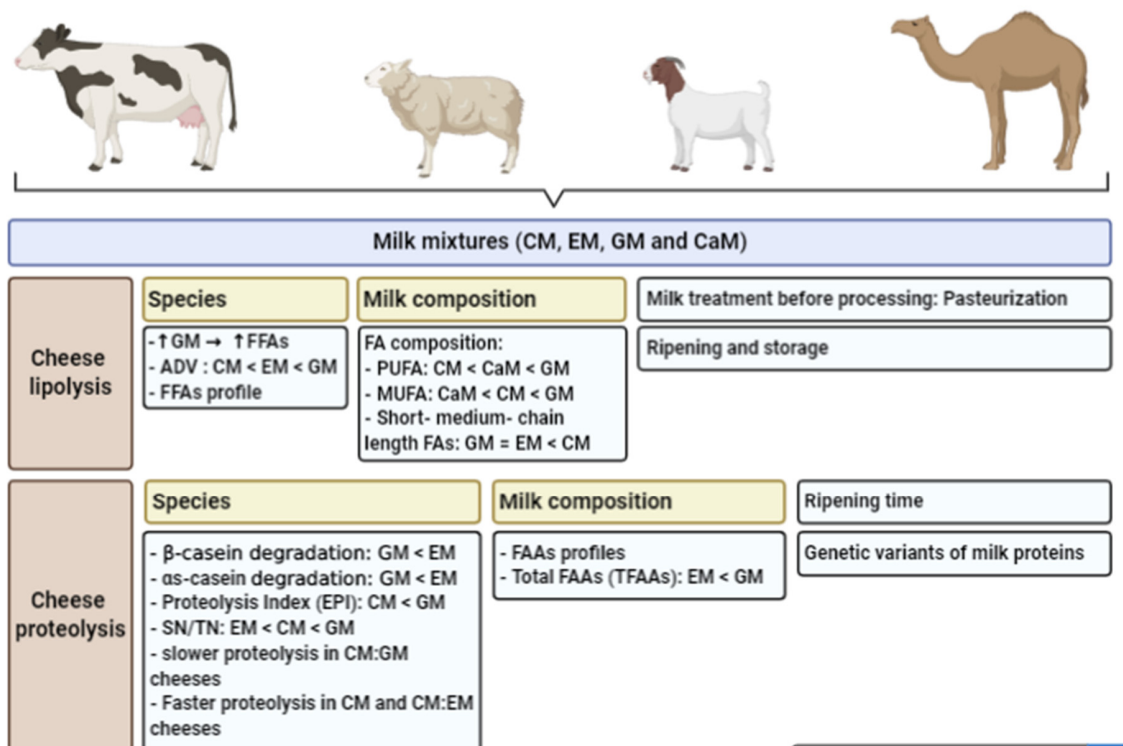 Milk mixtures (CM, EM, GM and CaM)
Cheese
lipolysis
Species
-↑GM → ↑FFAs
- ADV : CM < EM < GM
- FFAs profile
Milk composition
FA composition:
- PUFA: CM < CaM < GM
- MUFA: CaM < CM < GM
- Short- medium- chain
length FAs: GM = EM < CM
Milk treatment before processing: Pasteurization
Ripening and storage
Cheese
proteolysis
Species
- β-casein degradation: GM < EM
- αs-casein degradation: GM < EM
- Proteolysis Index (EPI): CM < GM
- SN/TN: EM < CM < GM
- slower proteolysis in CM:GM
cheeses
- Faster proteolysis in CM and CM:EM
cheeses
Milk composition
- FAAs profiles
- Total FAAs (TFAAs): EM < GM
Ripening time
Genetic variants of milk proteins